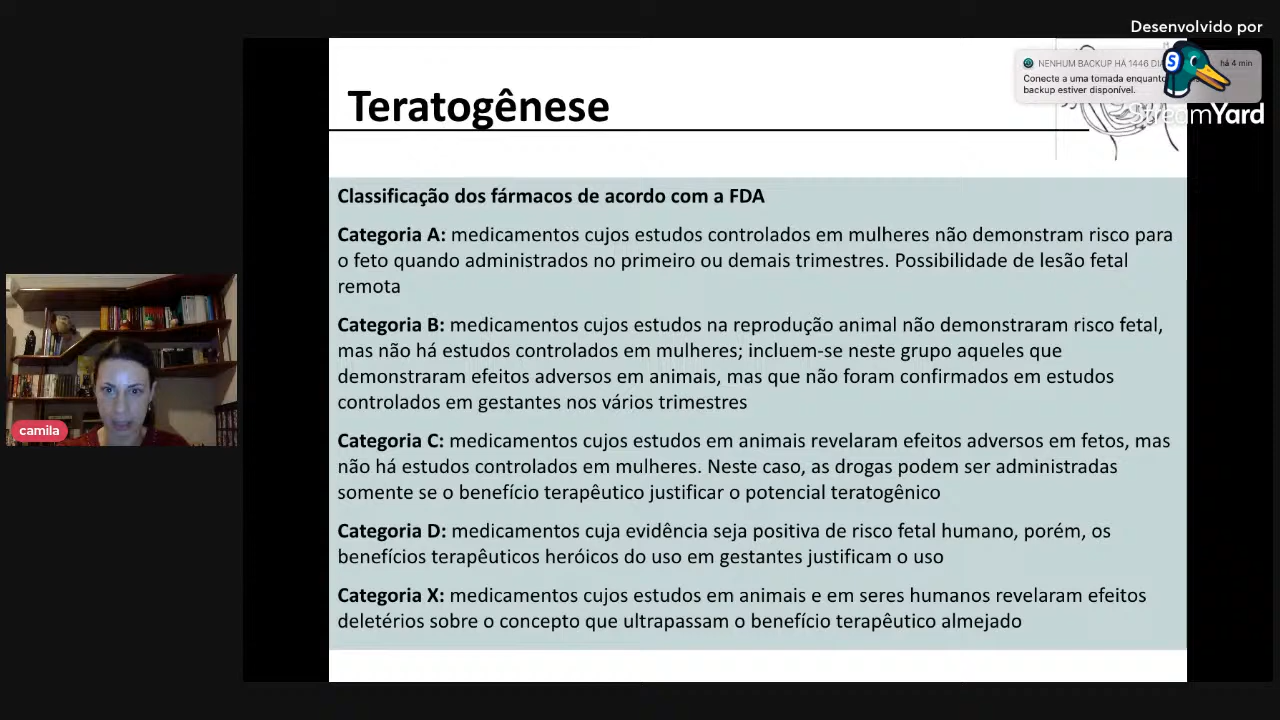 Desenvolvido por
StreamYard
NENHUM BACKUP HÁ 1446
há 4 min
Conecte a uma tomada enquanto
backup estiver disponível.
Teratogênese
Classificação dos fármacos de acordo com a FDA
Categoria A: medicamentos cujos estudos controlados em mulheres não demonstram risco para
o feto quando administrados no primeiro ou demais trimestres. Possibilidade de lesão fetal
remota
Categoria B: medicamentos cujos estudos na reprodução animal não demonstraram risco fetal,
mas não há estudos controlados em mulheres; incluem-se neste grupo aqueles que
demonstraram efeitos adversos em animais, mas que não foram confirmados em estudos
controlados em gestantes nos vários trimestres
Categoria C: medicamentos cujos estudos em animais revelaram efeitos adversos em fetos, mas
não há estudos controlados em mulheres. Neste caso, as drogas podem ser administradas
somente se o benefício terapêutico justificar o potencial teratogênico
Categoria D: medicamentos cuja evidência seja positiva de risco fetal humano, porém, os
benefícios terapêuticos heróicos do uso em gestantes justificam o uso
Categoria X: medicamentos cujos estudos em animais e em seres humanos revelaram efeitos
deletérios sobre o concepto que ultrapassam o benefício terapêutico almejado
camila